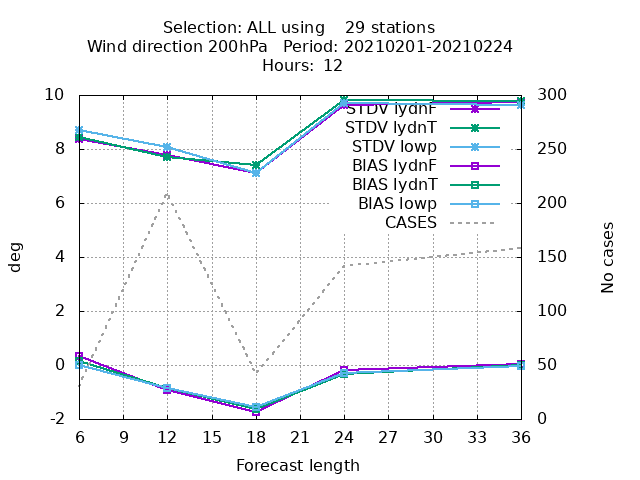 Selection: ALL using    29 stations
Wind direction 200hPa   Period: 20210201-20210224
Hours: 12
10
8
6
4
2
0
-2
deg
300
250
200
150
100
50
0
No cases
STDV lydnF
STDV lydnT
STDV lowp
BIAS lydnF
BIAS lydnT
BIAS lowp
CASES
6 9 12 15 18 21 24 27 30 33 36
Forecast length